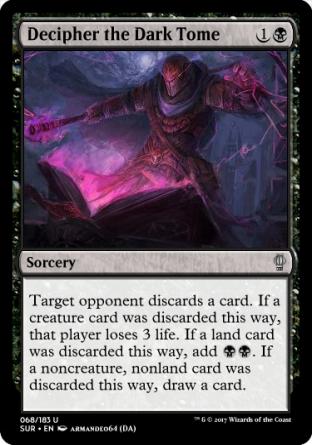 Decipher the Dark Tome 1
Sorcery
Target opponent discards a card. If a
creature card was discarded this way,
that player loses 3 life. If a land card
was discarded this way, add . If
a noncreature, nonland card was
discarded this way, draw a card.
068/183 U
SUR • EN ARMANDEO64 (DA)
™ & © 2017 Wizards of the Coast